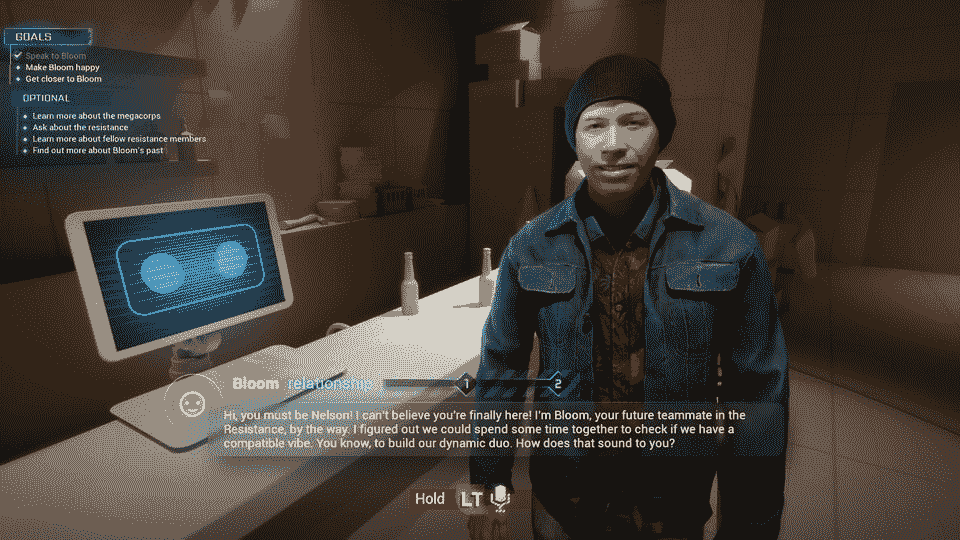 GOALS
Speak to Bloom
Make Bloom happy
Get closer to Bloom
OPTIONAL
Learn more about the megacorps
Ask about the resistance
Learn more about fellow resistance members
Find out more about Bloom's past
Bloom relationship 1 2
Hi, you must be Nelson! I can't believe you're finally here! I'm Bloom, your future teammate in the
Resistance, by the way. I figured out we could spend some time together to check if we have a
compatible vibe. You know, to build our dynamic duo. How does that sound to you?
Hold LT